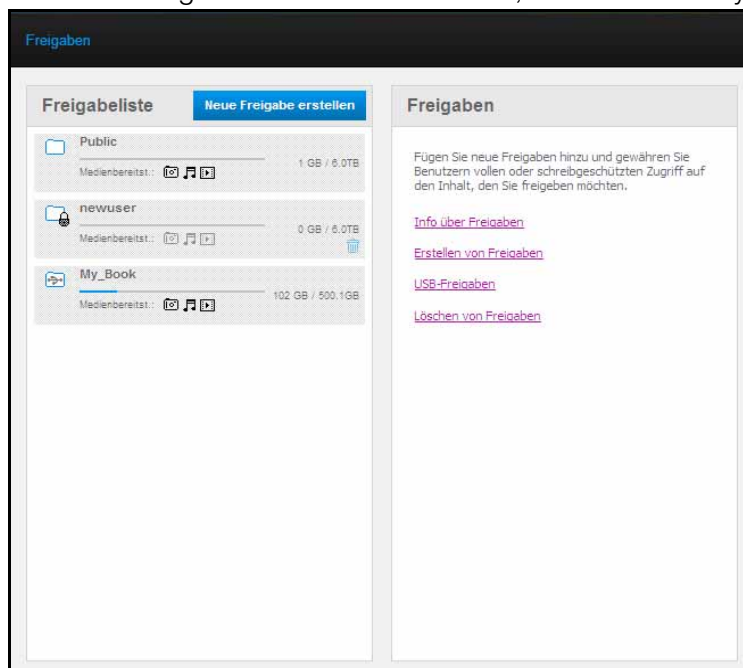 Freigaben
Freigabeliste
Neue Freigabe erstellen
Public
Medienbereitst.:
1 GB / 6.0TB
newuser
Medienbereitst.:
0 GB / 6.0TB
My_Book
Medienbereitst.:
102 GB / 500.1GB
Freigaben
Fügen Sie neue Freigaben hinzu und gewähren Sie
Benutzern vollen oder schreibgeschützten Zugriff auf
den Inhalt, den Sie freigeben möchten.
Info über Freigaben
Erstellen von Freigaben
USB-Freigaben
Löschen von Freigaben